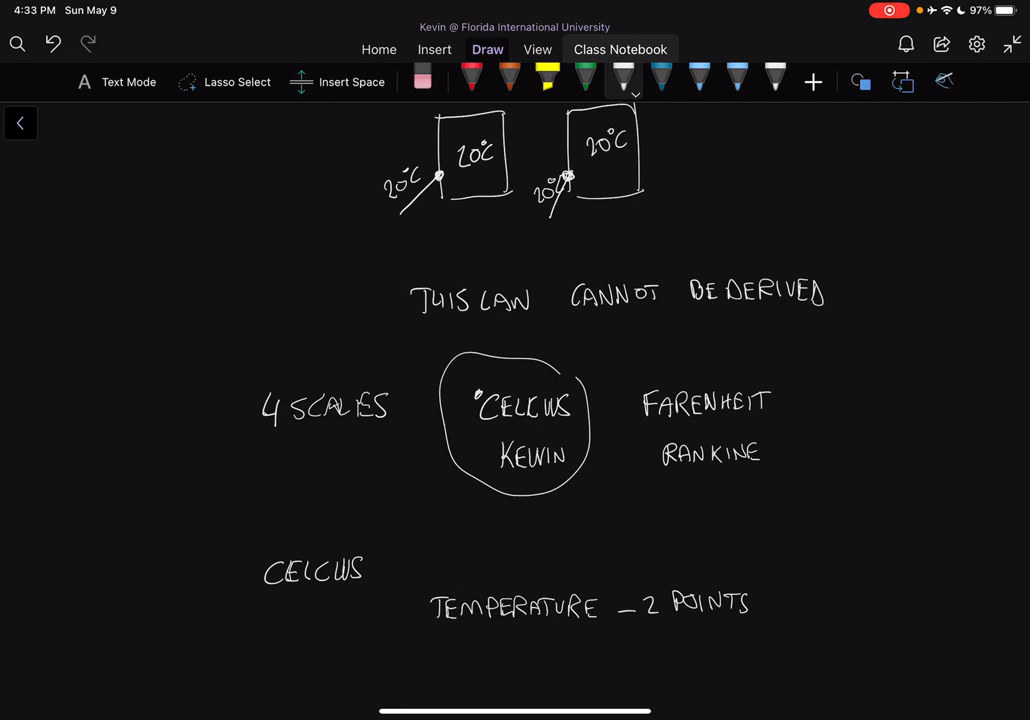 4:33 PM Sun May 9 97%
Kevin @ Florida International University
Home Insert Draw View Class Notebook
Text Mode Lasso Select Insert Space
20°C 20°C
20°C 20°C
THIS LAW CANNOT BE DERIVED
4 SCALES °CELCIUS FARENHEIT
KELVIN RANKINE
CELCIUS
TEMPERATURE - 2 POINTS